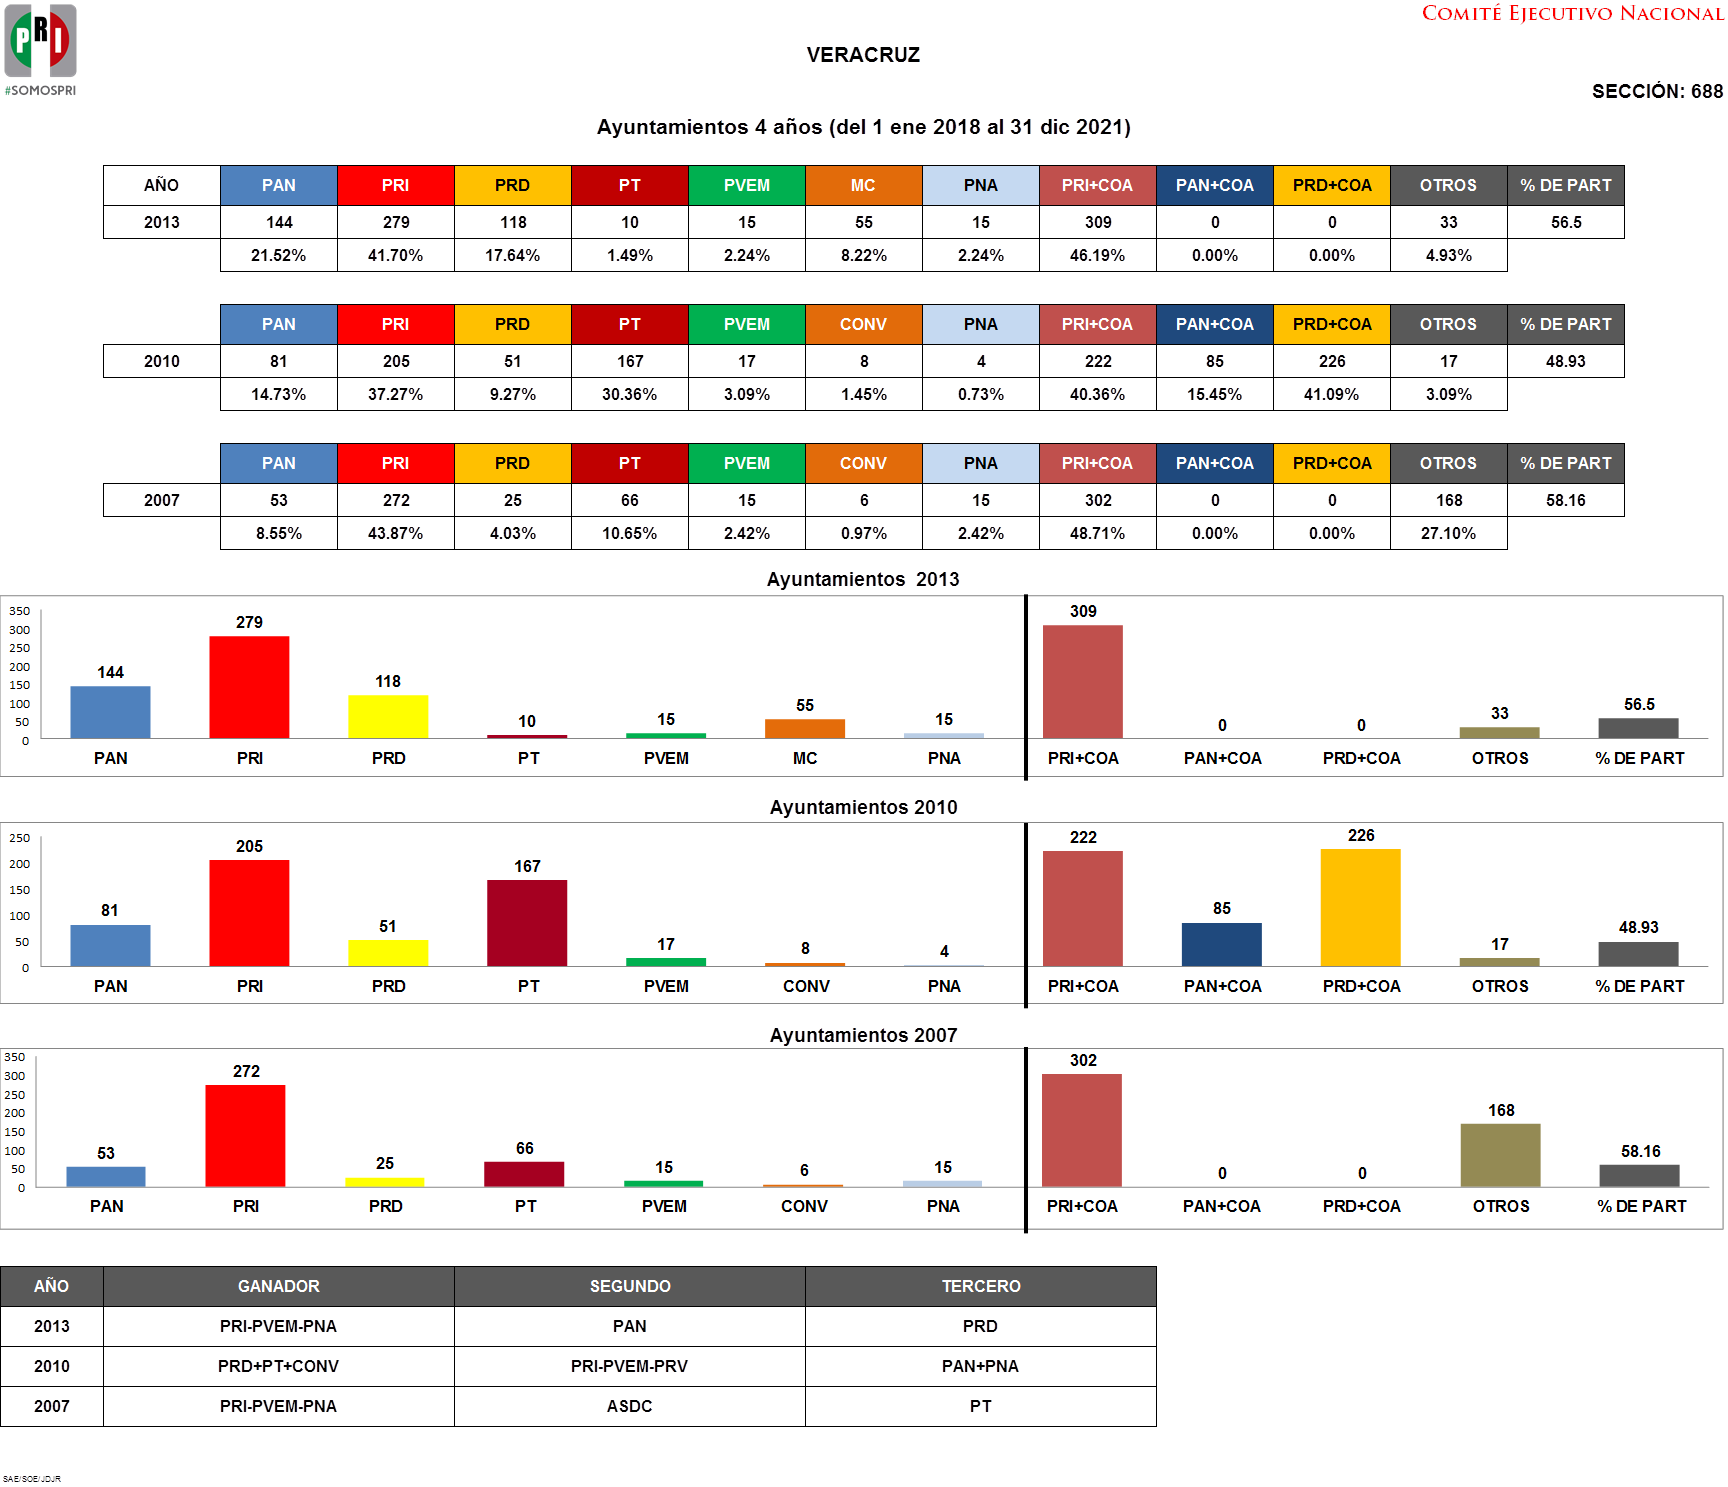 PRI
#SOMOSPRI
COMITÉ EJECUTIVO NACIONAL
VERACRUZ
SECCIÓN: 688
Ayuntamientos 4 años (del 1 ene 2018 al 31 dic 2021)
AÑO PAN PRI PRD PT PVEM MC PNA PRI+COA PAN+COA PRD+COA OTROS % DE PART
2013 144 279 118 10 15 55 15 309 0 0 33 56.5
21.52% 41.70% 17.64% 1.49% 2.24% 8.22% 2.24% 46.19% 0.00% 0.00% 4.93%
PAN PRI PRD PT PVEM CONV PNA PRI+COA PAN+COA PRD+COA OTROS % DE PART
2010 81 205 51 167 17 8 4 222 85 226 17 48.93
14.73% 37.27% 9.27% 30.36% 3.09% 1.45% 0.73% 40.36% 15.45% 41.09% 3.09%
PAN PRI PRD PT PVEM CONV PNA PRI+COA PAN+COA PRD+COA OTROS % DE PART
2007 53 272 25 66 15 6 15 302 0 0 168 58.16
8.55% 43.87% 4.03% 10.65% 2.42% 0.97% 2.42% 48.71% 0.00% 0.00% 27.10%
Ayuntamientos 2013
350
300
250
200
150
100
50
0
144 279 118 10 15 55 15 309 0 0 33 56.5
PAN PRI PRD PT PVEM MC PNA PRI+COA PAN+COA PRD+COA OTROS % DE PART
Ayuntamientos 2010
250
200
150
100
50
0
81 205 51 167 17 8 4 222 85 226 17 48.93
PAN PRI PRD PT PVEM CONV PNA PRI+COA PAN+COA PRD+COA OTROS % DE PART
Ayuntamientos 2007
350
300
250
200
150
100
50
0
53 272 25 66 15 6 15 302 0 0 168 58.16
PAN PRI PRD PT PVEM CONV PNA PRI+COA PAN+COA PRD+COA OTROS % DE PART
AÑO GANADOR SEGUNDO TERCERO
2013 PRI-PVEM-PNA PAN PRD
2010 PRD+PT+CONV PRI-PVEM-PRV PAN+PNA
2007 PRI-PVEM-PNA ASDC PT
SAE/SOE/JDJR